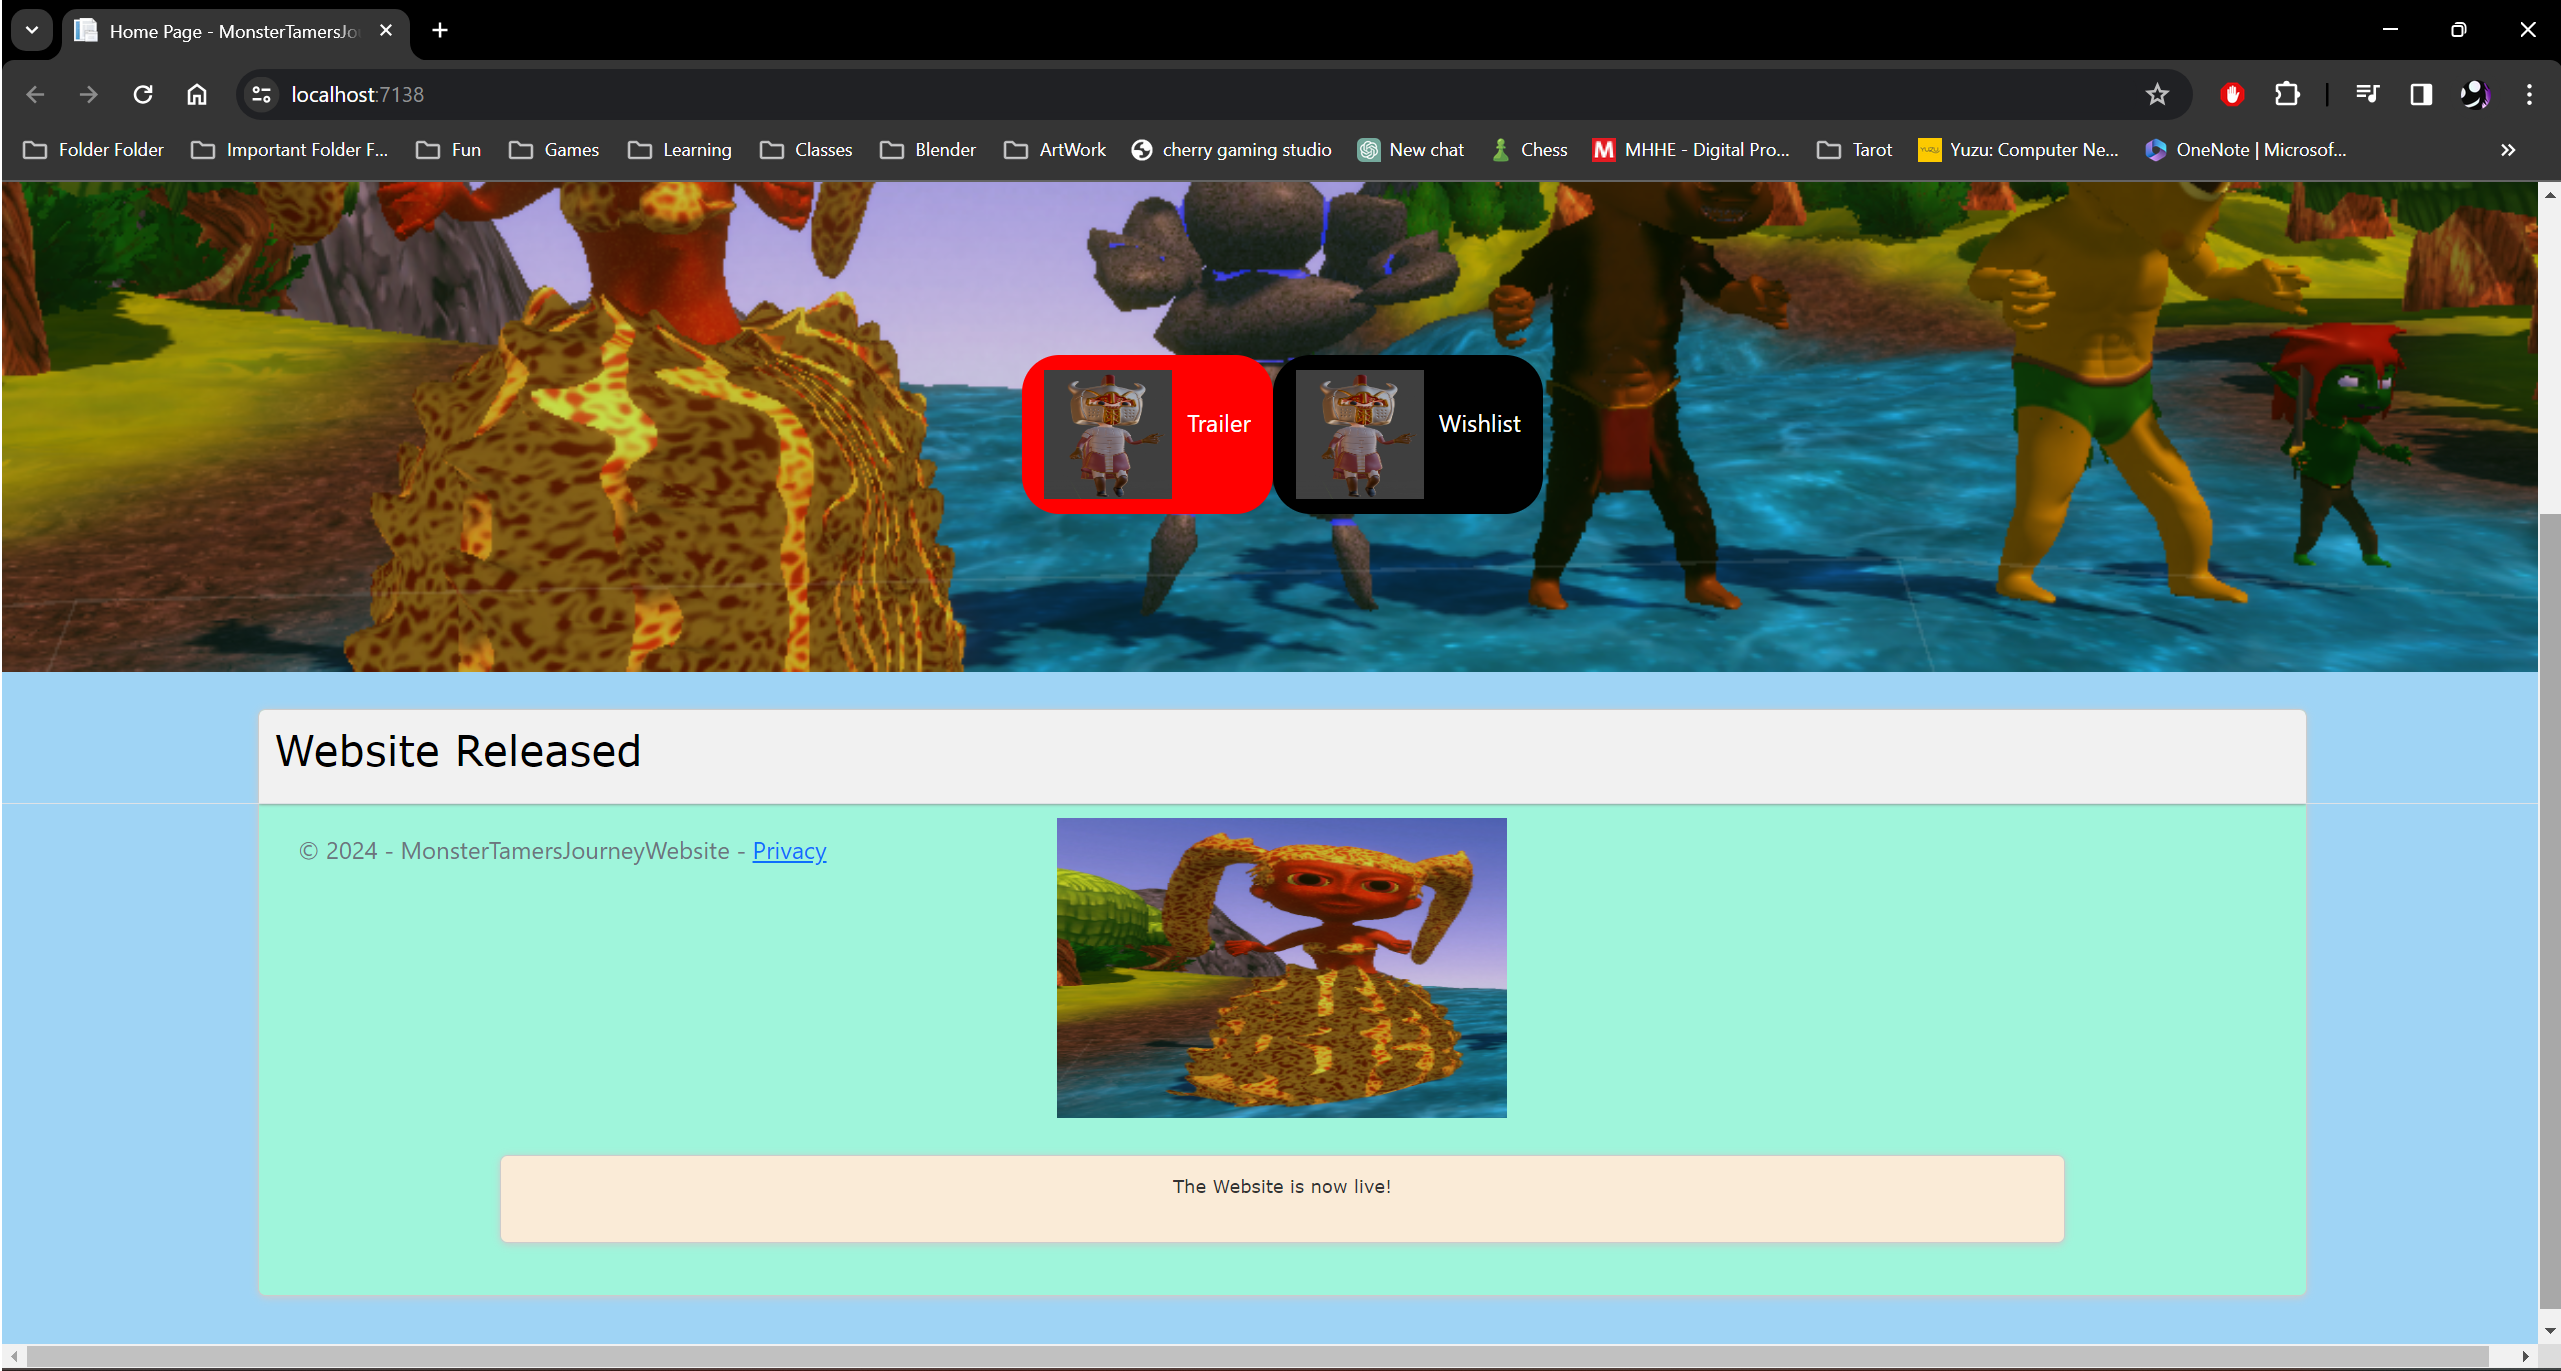 Home Page - MonsterTamersJo
localhost:7138
Folder Folder
Important Folder F...
Fun
Games
Learning
Classes
Blender
ArtWork
cherry gaming studio
New chat
Chess
M MHHE - Digital Pro...
Tarot
Yuzu: Computer Ne...
OneNote | Microsof...
Trailer
Wishlist
Website Released
© 2024 - MonsterTamersJourneyWebsite - Privacy
The Website is now live!